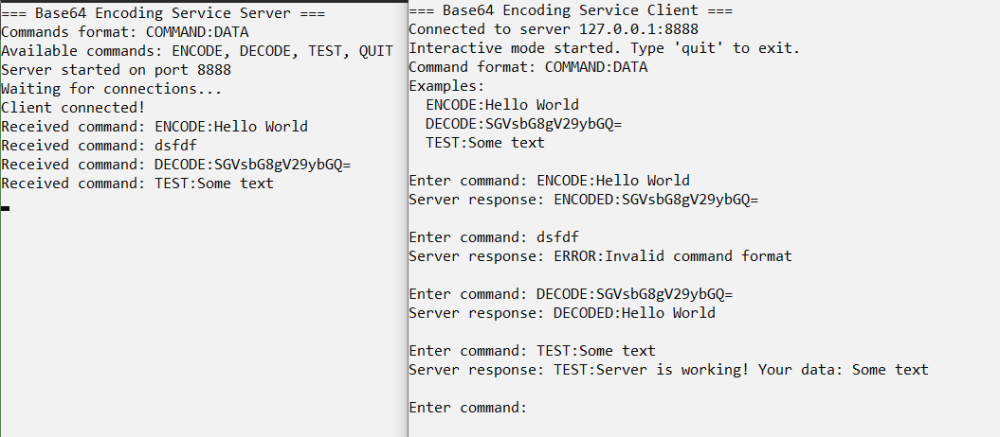 === Base64 Encoding Service Server ===
Commands format: COMMAND:DATA
Available commands: ENCODE, DECODE, TEST, QUIT
Server started on port 8888
Waiting for connections...
Client connected!
Received command: ENCODE:Hello World
Received command: dsfdf
Received command: DECODE:SGVsbG8gV29ybGQ=
Received command: TEST:Some text
=== Base64 Encoding Service Client ===
Connected to server 127.0.0.1:8888
Interactive mode started. Type 'quit' to exit.
Command format: COMMAND:DATA
Examples:
  ENCODE:Hello World
  DECODE:SGVsbG8gV29ybGQ=
  TEST:Some text

Enter command: ENCODE:Hello World
Server response: ENCODED:SGVsbG8gV29ybGQ=

Enter command: dsfdf
Server response: ERROR:Invalid command format

Enter command: DECODE:SGVsbG8gV29ybGQ=
Server response: DECODED:Hello World

Enter command: TEST:Some text
Server response: TEST:Server is working! Your data: Some text

Enter command: